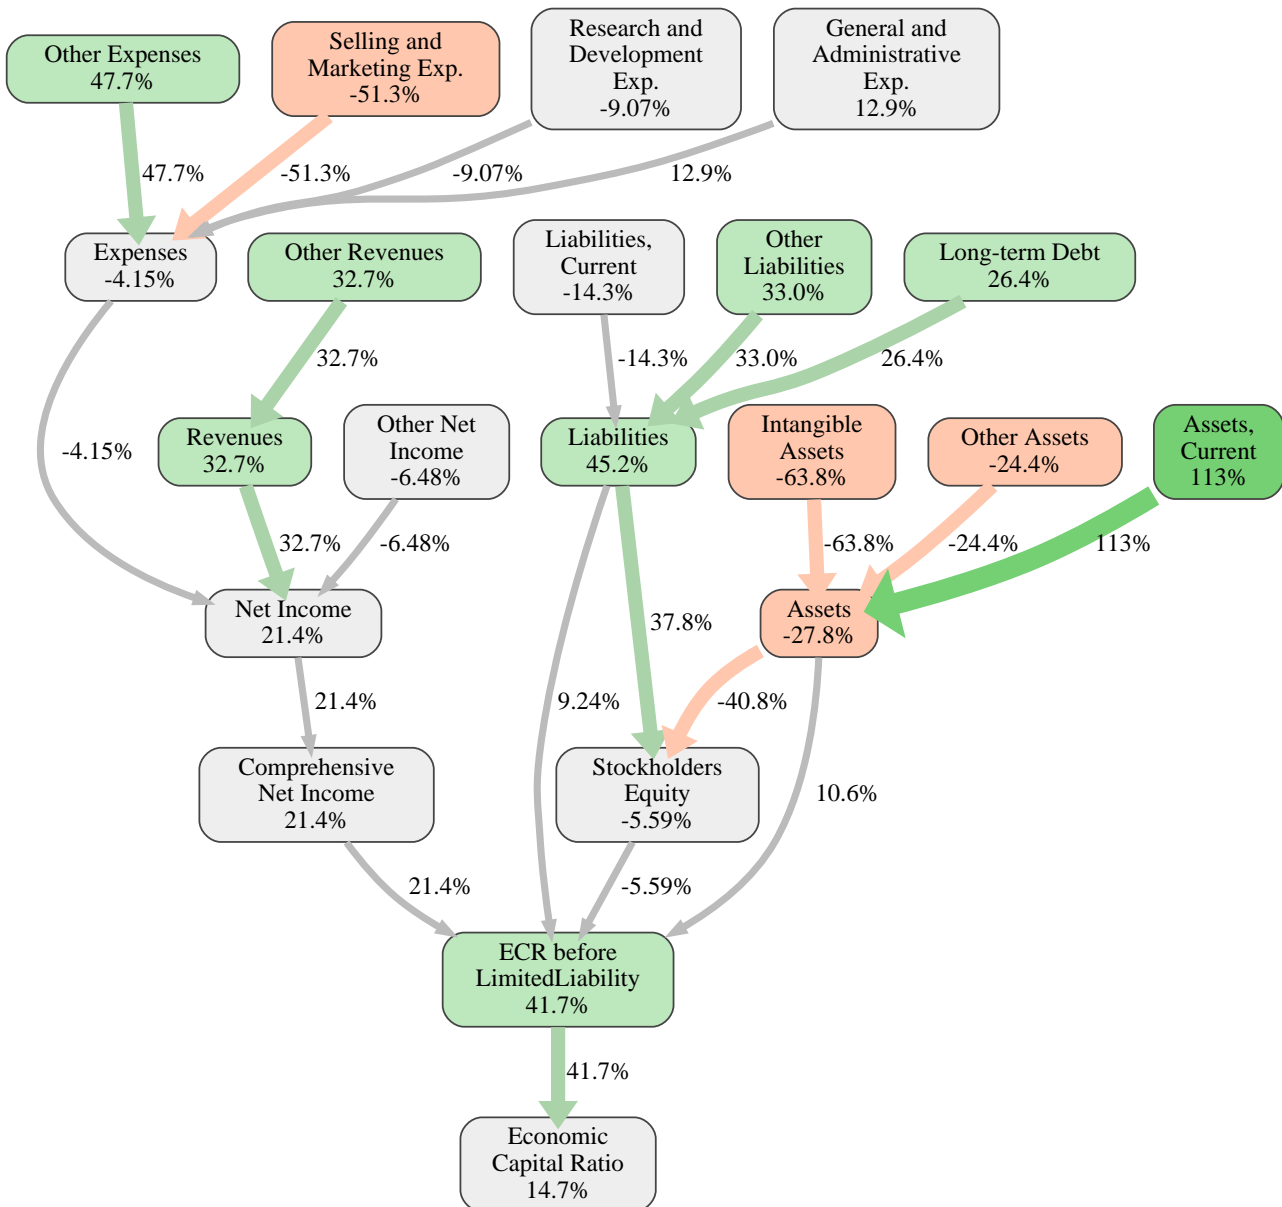 Other Expenses
47.7%
Selling and
Marketing Exp.
-51.3%
Research and
Development
Exp.
-9.07%
General and
Administrative
Exp.
12.9%
47.7%
-51.3%
-9.07%
12.9%
Expenses
-4.15%
Other Revenues
32.7%
Liabilities,
Current
-14.3%
Other
Liabilities
33.0%
Long-term Debt
26.4%
32.7%
-14.3%
33.0%
26.4%
-4.15%
Revenues
32.7%
Other Net
Income
-6.48%
Liabilities
45.2%
Intangible
Assets
-63.8%
Other Assets
-24.4%
Assets,
Current
113%
32.7%
-6.48%
-63.8%
-24.4%
113%
Net Income
21.4%
37.8%
Assets
-27.8%
21.4%
9.24%
-40.8%
Comprehensive
Net Income
21.4%
Stockholders
Equity
-5.59%
10.6%
21.4%
-5.59%
ECR before
LimitedLiability
41.7%
41.7%
Economic
Capital Ratio
14.7%